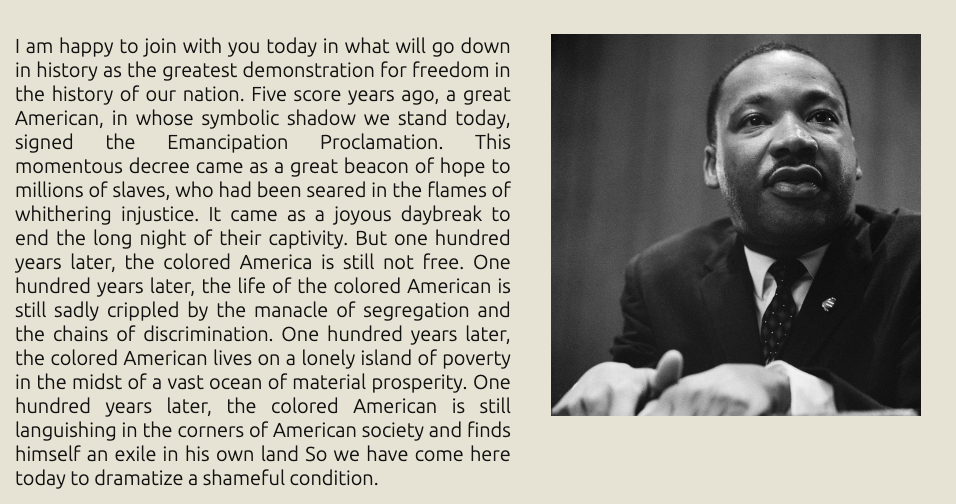 I am happy to join with you today in what will go down
in history as the greatest demonstration for freedom in
the history of our nation. Five score years ago, a great
American, in whose symbolic shadow we stand today,
signed the Emancipation Proclamation. This
momentous decree came as a great beacon of hope to
millions of slaves, who had been seared in the flames of
whithering injustice. It came as a joyous daybreak to
end the long night of their captivity. But one hundred
years later, the colored America is still not free. One
hundred years later, the life of the colored American is
still sadly crippled by the manacle of segregation and
the chains of discrimination. One hundred years later,
the colored American lives on a lonely island of poverty
in the midst of a vast ocean of material prosperity. One
hundred years later, the colored American is still
languishing in the corners of American society and finds
himself an exile in his own land So we have come here
today to dramatize a shameful condition.